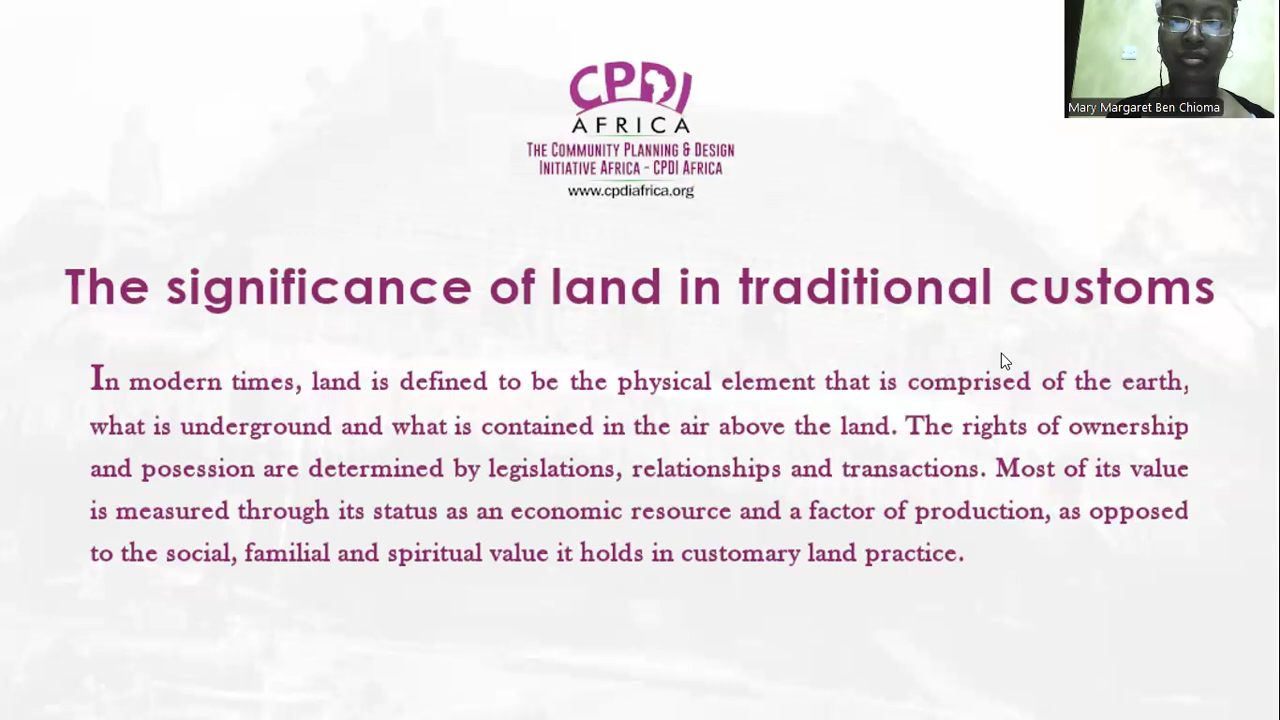 CPDI
AFRICA
THE COMMUNITY PLANNING & DESIGN
INITIATIVE AFRICA - CPDI AFRICA
www.cpdiafrica.org
Mary Margaret Ben Chioma
The significance of land in traditional customs
In modern times, land is defined to be the physical element that is comprised of the earth,
what is underground and what is contained in the air above the land. The rights of ownership
and posession are determined by legislations, relationships and transactions. Most of its value
is measured through its status as an economic resource and a factor of production, as opposed
to the social, familial and spiritual value it holds in customary land practice.